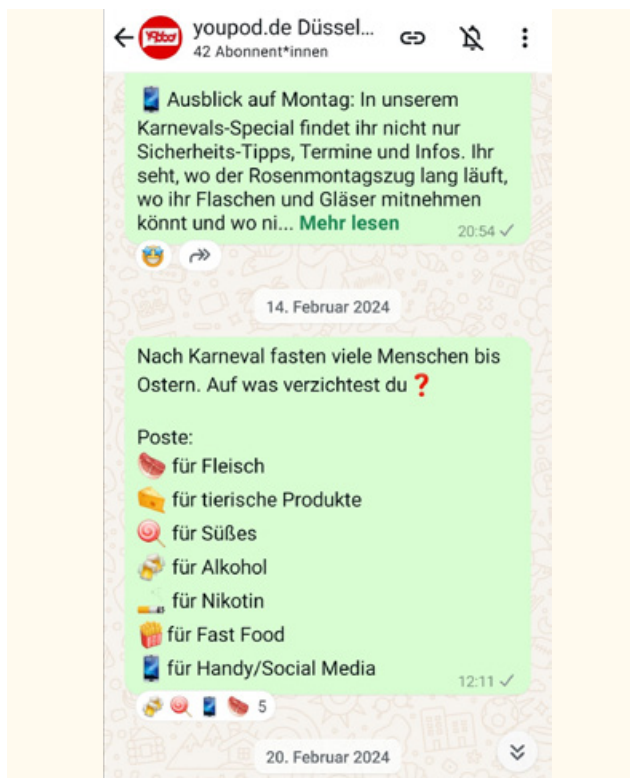 youpod.de Düssel...
42 Abonnent*innen
📱 Ausblick auf Montag: In unserem
Karnevals-Special findet ihr nicht nur
Sicherheits-Tipps, Termine und Infos. Ihr
seht, wo der Rosenmontagszug lang läuft,
wo ihr Flaschen und Gläser mitnehmen
könnt und wo ni... Mehr lesen
20:54
14. Februar 2024
Nach Karneval fasten viele Menschen bis
Ostern. Auf was verzichtest du ❓
Poste:
🥩 für Fleisch
🧀 für tierische Produkte
🍭 für Süßes
🍻 für Alkohol
🚬 für Nikotin
🍟 für Fast Food
📱 für Handy/Social Media
12:11
5
20. Februar 2024